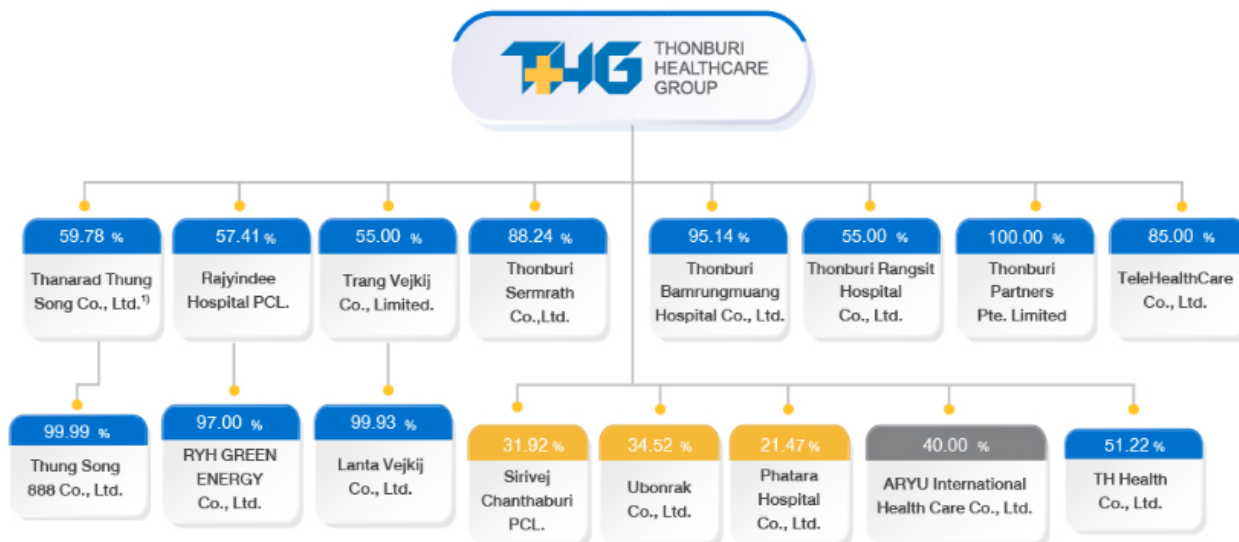 THG
THONBURI
HEALTHCARE
GROUP
59.78 %
Thanarad Thung
Song Co., Ltd.¹⁾
57.41 %
Rajyindee
Hospital PCL.
55.00 %
Trang Vejkij
Co., Limited.
88.24 %
Thonburi
Sermrath
Co.,Ltd.
95.14 %
Thonburi
Bamrungmuang
Hospital Co., Ltd.
55.00 %
Thonburi Rangsit
Hospital
Co., Ltd.
100.00 %
Thonburi
Partners
Pte. Limited
85.00 %
TeleHealthCare
Co., Ltd.
99.99 %
Thung Song
888 Co., Ltd.
97.00 %
RYH GREEN
ENERGY
Co., Ltd.
99.93 %
Lanta Vejkij
Co., Ltd.
31.92 %
Sirivej
Chanthaburi
PCL.
34.52 %
Ubonrak
Co., Ltd.
21.47 %
Phatara
Hospital
Co., Ltd.
40.00 %
ARYU International
Health Care Co., Ltd.
51.22 %
TH Health
Co., Ltd.